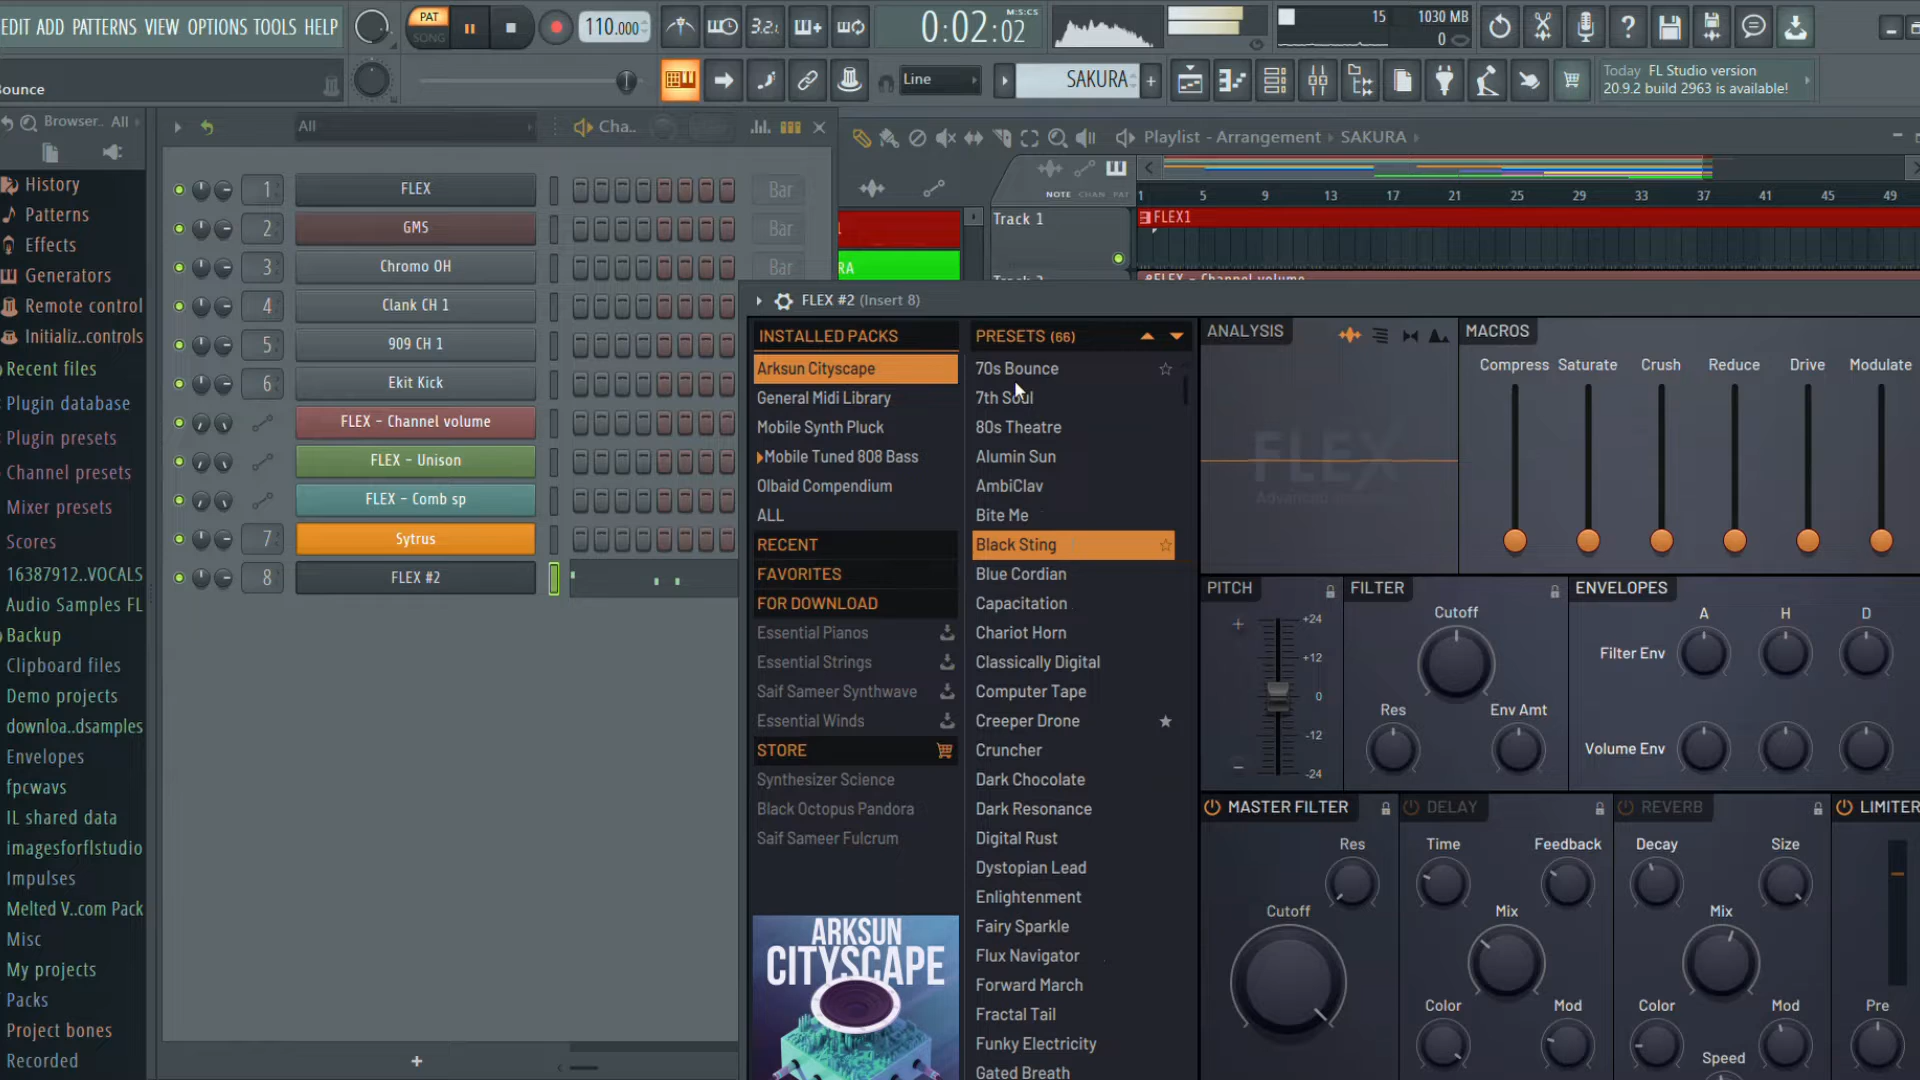 EDIT ADD PATTERNS VIEW OPTIONS TOOLS HELP
PAT
SONG
110.000
3.2.
0:02:02
M:S:CS
15
1030 MB
0
ounce
Line
SAKURA
Today FL Studio version
20.9.2 build 2963 is available!
Browser.. All
All
Cha..
Playlist - Arrangement
SAKURA
NOTE CHAN PAT
1 5 9 13 17 21 25 29 33 37 41 45 49
Track 1
FLEX1
FLEX - Channel volume
RA
History
Patterns
Effects
Generators
Remote control
Initializ..controls
Recent files
Plugin database
Plugin presets
Channel presets
Mixer presets
Scores
16387912..VOCALS
Audio Samples FL
Backup
Clipboard files
Demo projects
downloa..dsamples
Envelopes
fpcwavs
IL shared data
imagesforflstudio
Impulses
Melted V..com Pack
Misc
My projects
Packs
Project bones
Recorded
1 FLEX Bar
2 GMS Bar
3 Chromo OH Bar
4 Clank CH 1
5 909 CH 1
6 Ekit Kick
FLEX - Channel volume
FLEX - Unison
FLEX - Comb sp
7 Sytrus
8 FLEX #2
+
FLEX #2 (Insert 8)
INSTALLED PACKS
Arksun Cityscape
General Midi Library
Mobile Synth Pluck
Mobile Tuned 808 Bass
Olbaid Compendium
ALL
RECENT
FAVORITES
FOR DOWNLOAD
Essential Pianos
Essential Strings
Saif Sameer Synthwave
Essential Winds
STORE
Synthesizer Science
Black Octopus Pandora
Saif Sameer Fulcrum
ARKSUN
CITYSCAPE
PRESETS (66)
70s Bounce
7th Soul
80s Theatre
Alumin Sun
AmbiClav
Bite Me
Black Sting
Blue Cordian
Capacitation
Chariot Horn
Classically Digital
Computer Tape
Creeper Drone
Cruncher
Dark Chocolate
Dark Resonance
Digital Rust
Dystopian Lead
Enlightenment
Fairy Sparkle
Flux Navigator
Forward March
Fractal Tail
Funky Electricity
Gated Breath
ANALYSIS
FLEX
MACROS
Compress Saturate Crush Reduce Drive Modulate
PITCH
+24
+12
0
-12
-24
FILTER
Cutoff
Res
Env Amt
ENVELOPES
A H D
Filter Env
Volume Env
MASTER FILTER
Res
Cutoff
DELAY
Time Feedback
Mix
Color Mod
REVERB
Decay Size
Mix
Color Mod
Speed
LIMITER
Pre